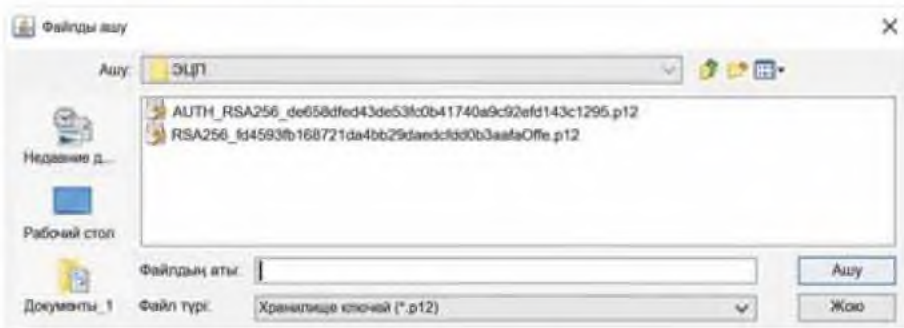 Файлды ашу
Ашу: ЭЦП
AUTH_RSA256_de658dfed43de53fc0b41740a9c92efd143c1295.p12
RSA256_fd4593fb168721da4bb29daedcfdd0b3aafaOffe.p12
Недавние д...
Рабочий стол
Документы_1
Файлдың аты:
Ашу
Файл түрі:
Хранилище ключей (*.p12)
Жою